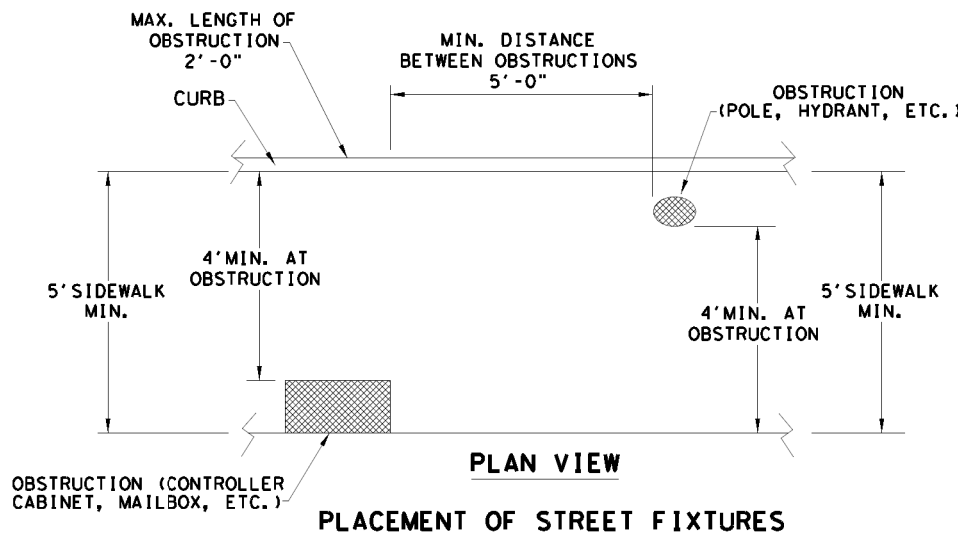 MAX. LENGTH OF
OBSTRUCTION
2'-0"
CURB
MIN. DISTANCE
BETWEEN OBSTRUCTIONS
5'-0"
OBSTRUCTION
(POLE, HYDRANT, ETC.)
5' SIDEWALK
MIN.
4' MIN. AT
OBSTRUCTION
4' MIN. AT
OBSTRUCTION
5' SIDEWALK
MIN.
OBSTRUCTION (CONTROLLER
CABINET, MAILBOX, ETC.)
PLAN VIEW
PLACEMENT OF STREET FIXTURES